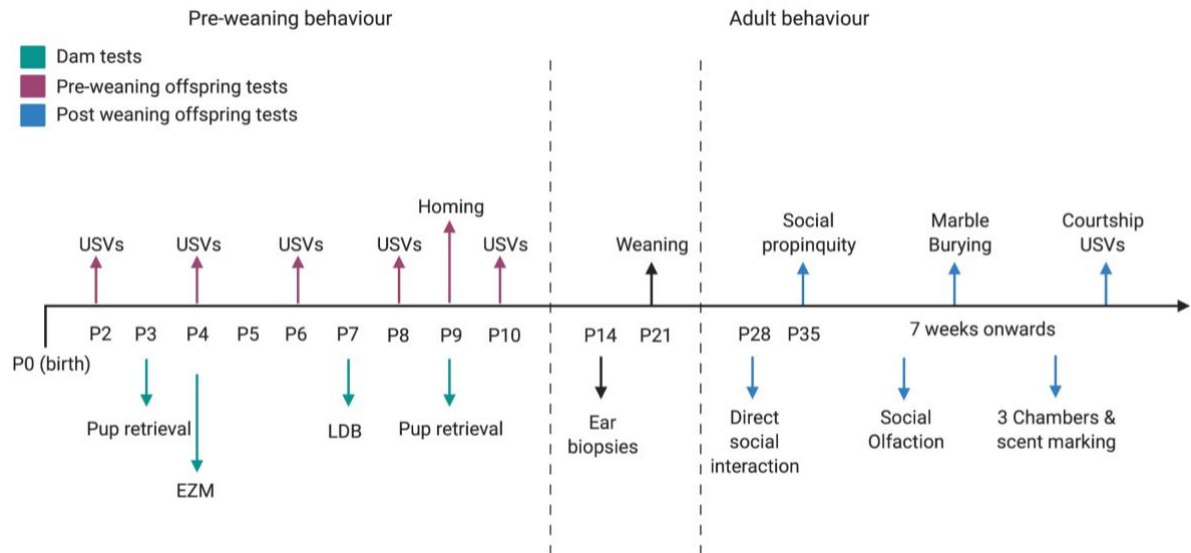 Pre-weaning behaviour
Adult behaviour
Dam tests
Pre-weaning offspring tests
Post weaning offspring tests
Homing
USVs
USVs
USVs
USVs
USVs
Weaning
Social
propinquity
Marble
Burying
Courtship
USVs
P0 (birth)
P2
P3
P4
P5
P6
P7
P8
P9
P10
P14
P21
P28
P35
7 weeks onwards
Pup retrieval
EZM
LDB
Pup retrieval
Ear
biopsies
Direct
social
interaction
Social
Olfaction
3 Chambers &
scent marking